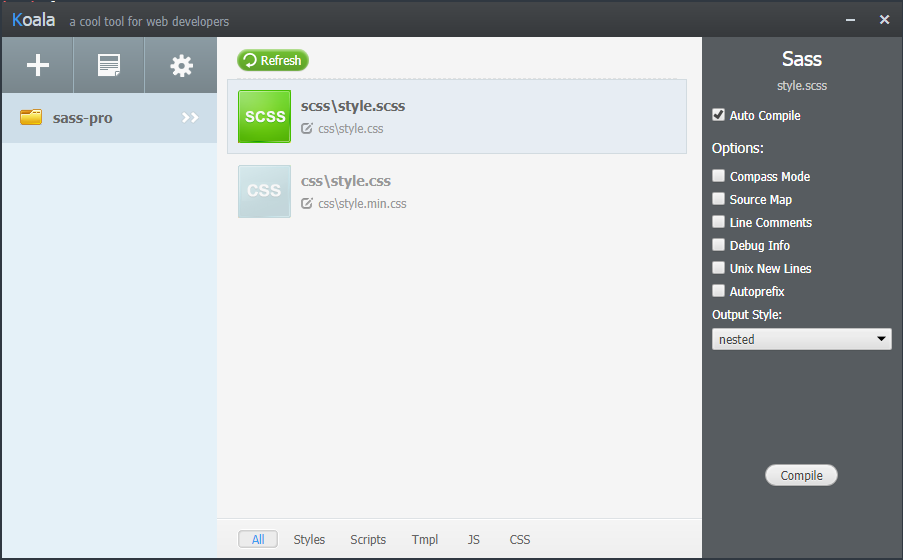 Koala a cool tool for web developers
sass-pro
Refresh
SCSS
scss\style.scss
css\style.css
CSS
css\style.css
css\style.min.css
All Styles Scripts Tmpl JS CSS
Sass
style.scss
Auto Compile
Options:
Compass Mode
Source Map
Line Comments
Debug Info
Unix New Lines
Autoprefix
Output Style:
nested
Compile